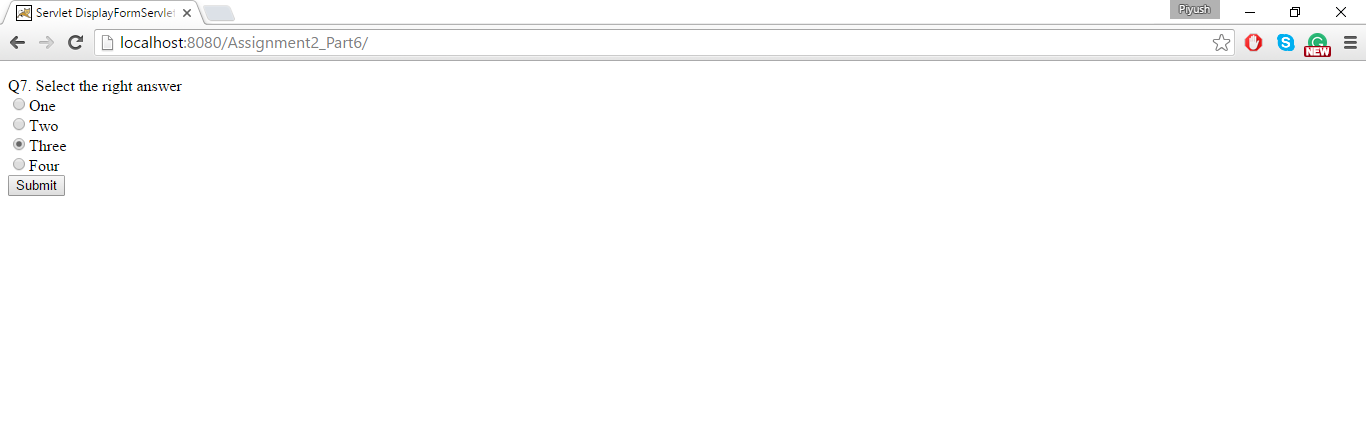 Servlet DisplayFormServlet
Piyush
localhost:8080/Assignment2_Part6/
NEW
Q7. Select the right answer
One
Two
Three
Four
Submit